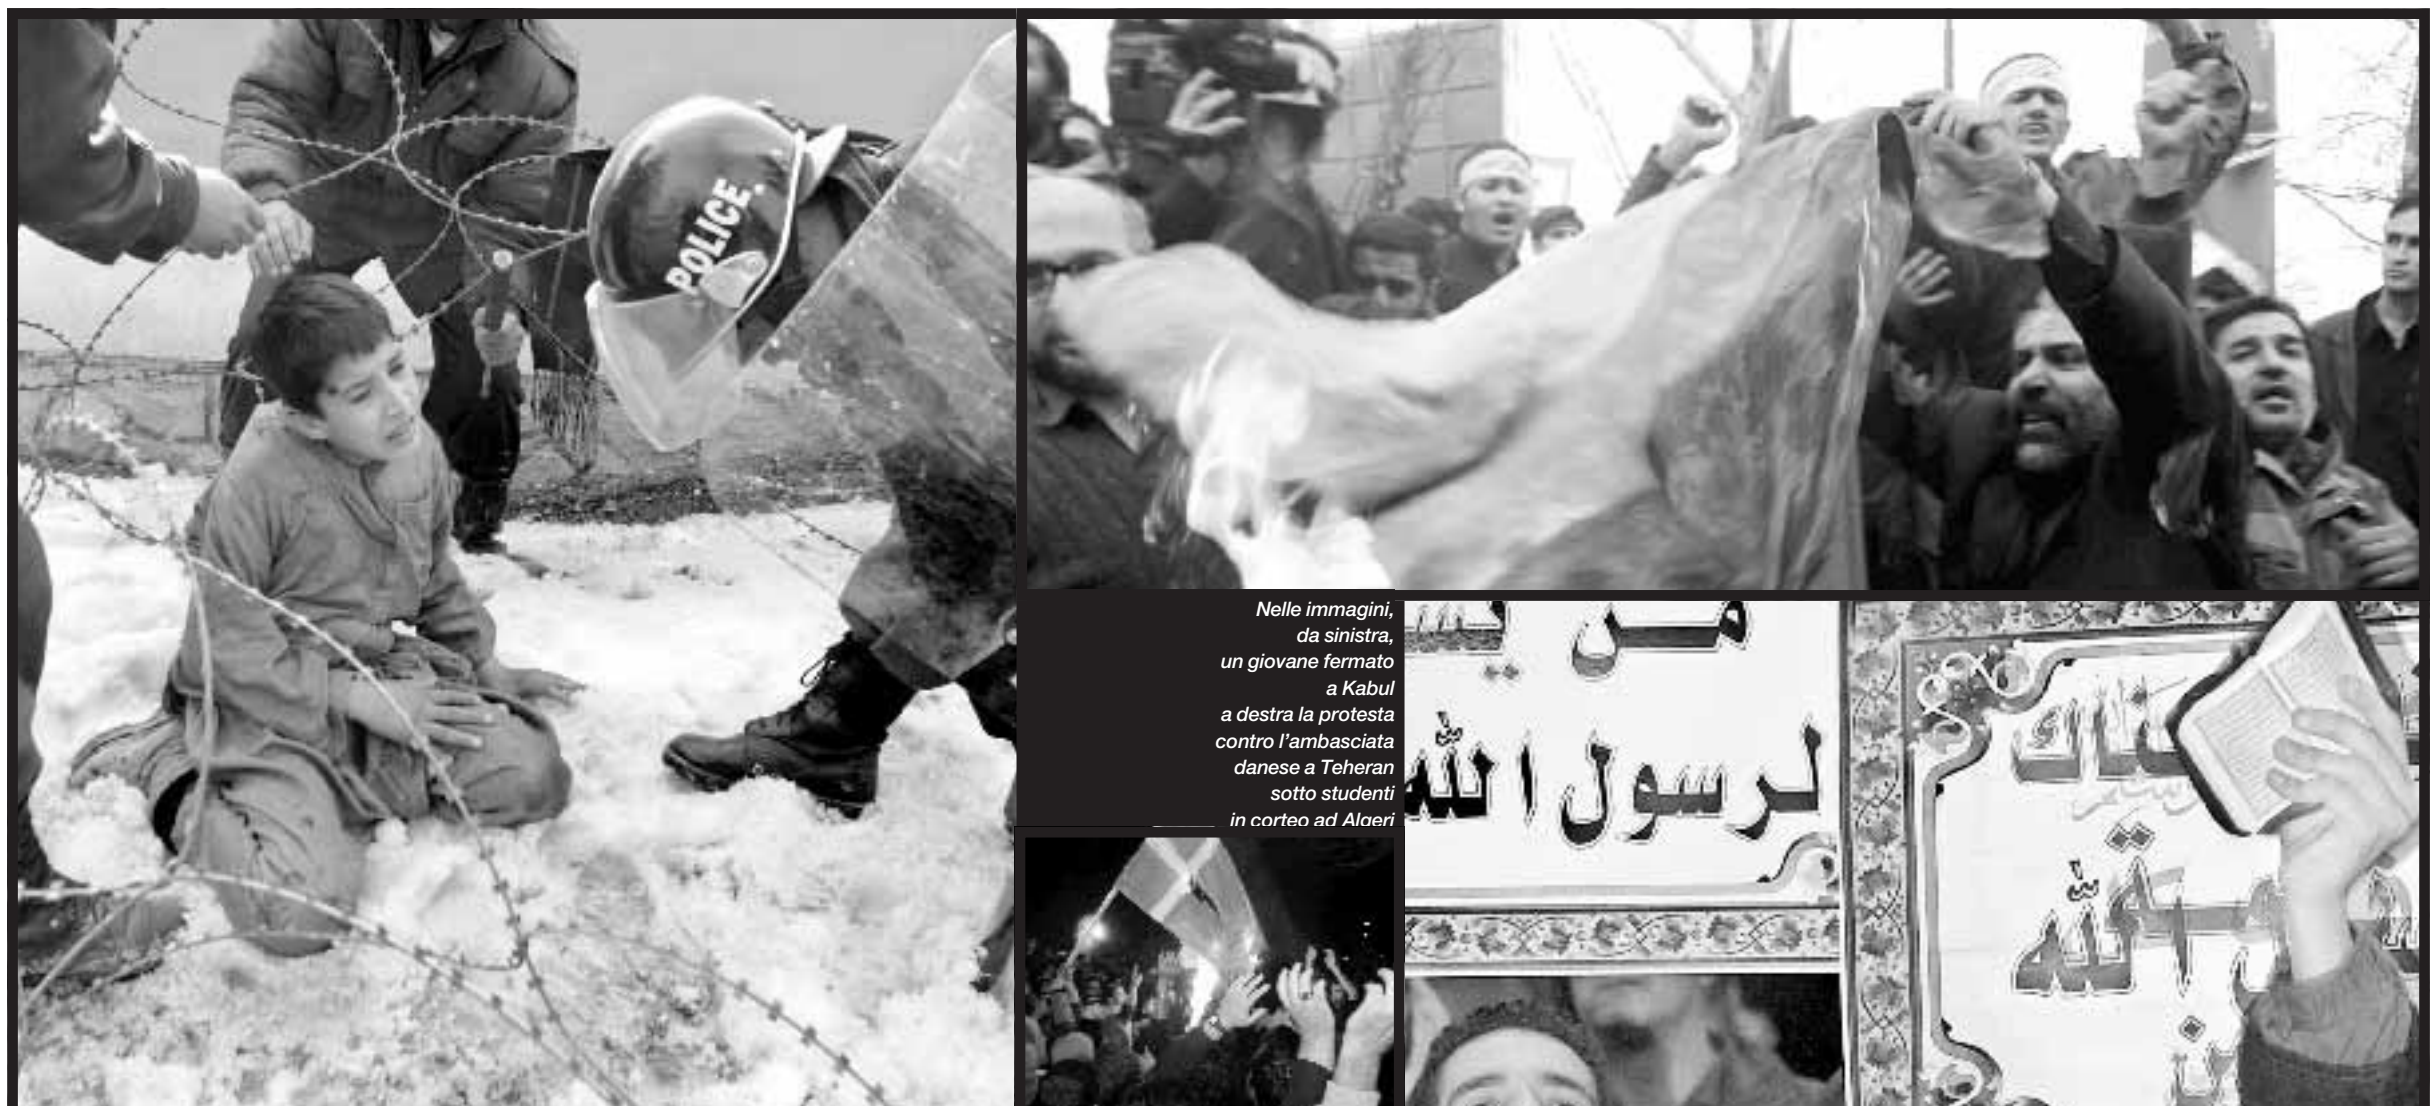 POLICE
Nelle immagini,
da sinistra,
un giovane fermato
a Kabul
a destra la protesta
contro l'ambasciata
danese a Teheran
sotto studenti
in corteo ad Algeri
لرسول الله
الله